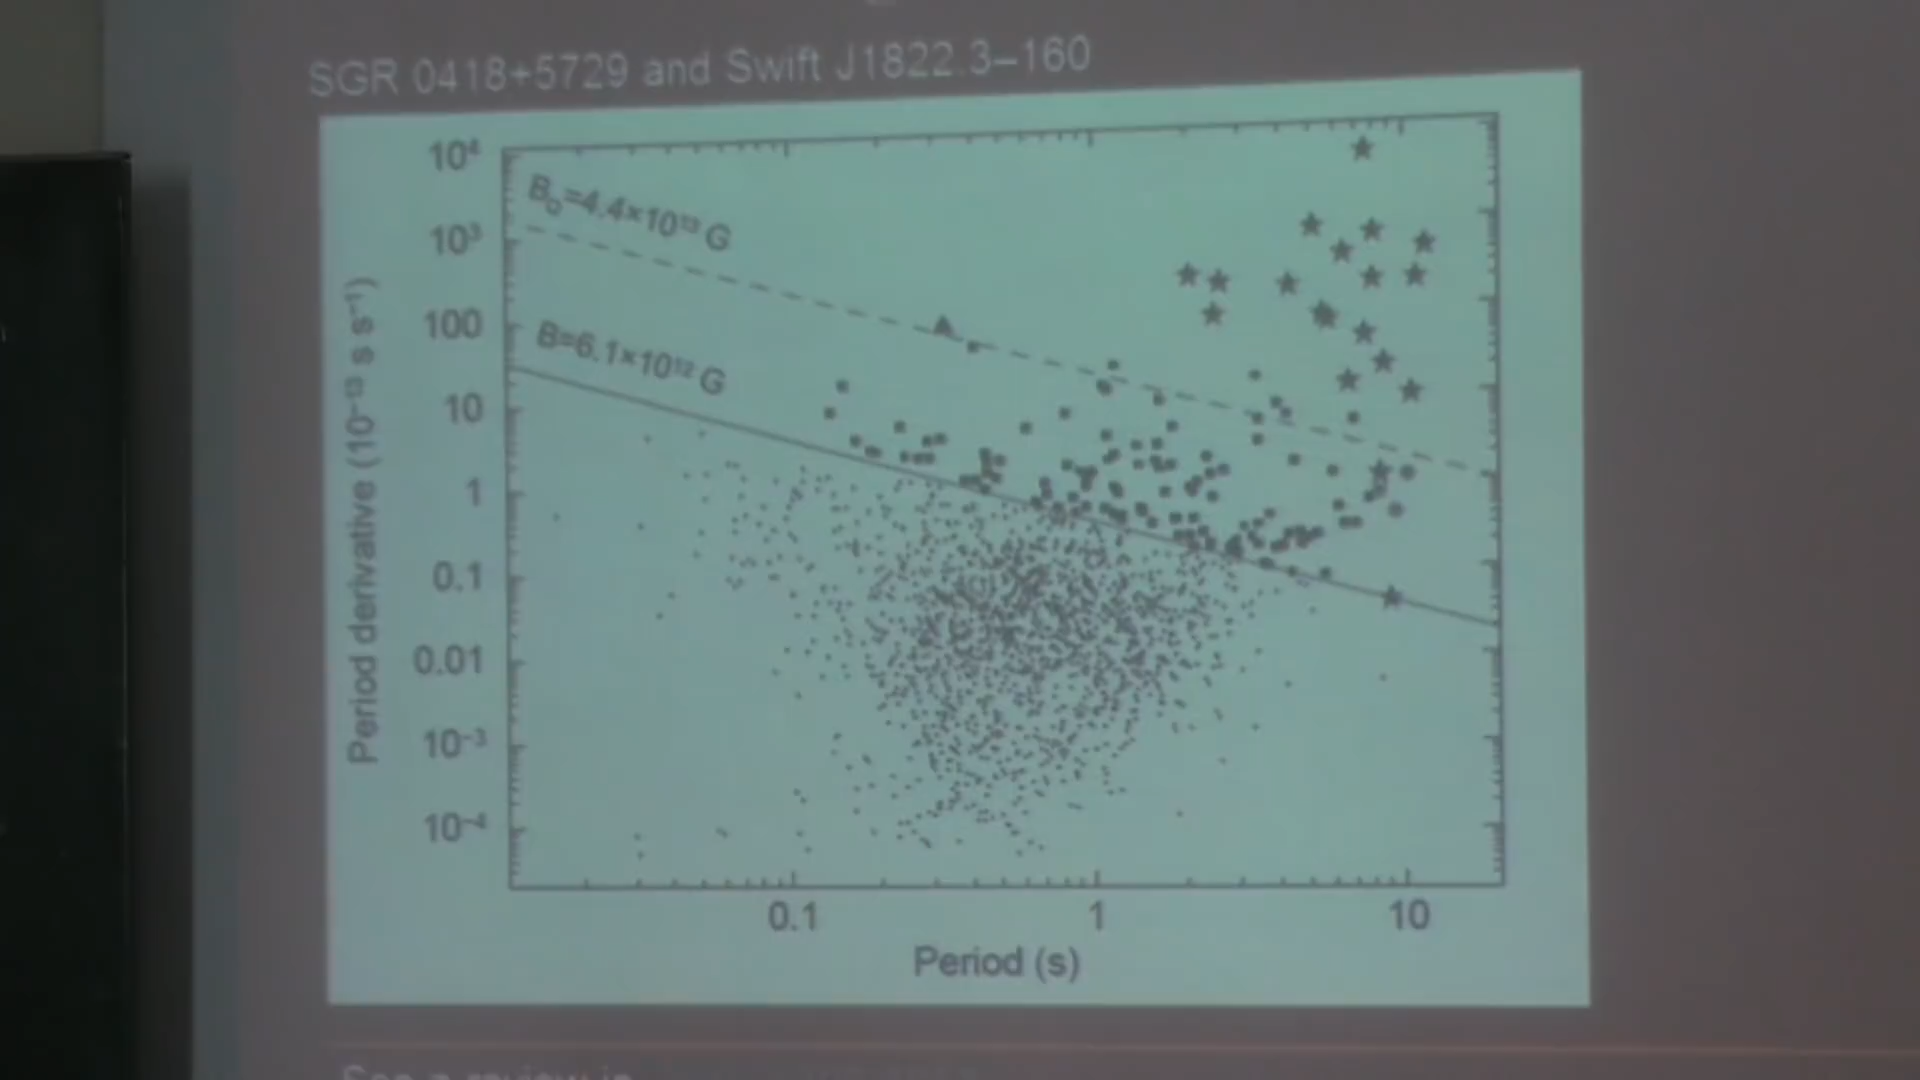 SGR 0418+5729 and Swift J1822.3–160
10⁴
10³
100
10
1
0.1
0.01
10⁻³
10⁻⁴
Period derivative (10⁻¹³ s s⁻¹)
B_Q=4.4×10¹³ G
B=6.1×10¹² G
0.1
1
10
Period (s)